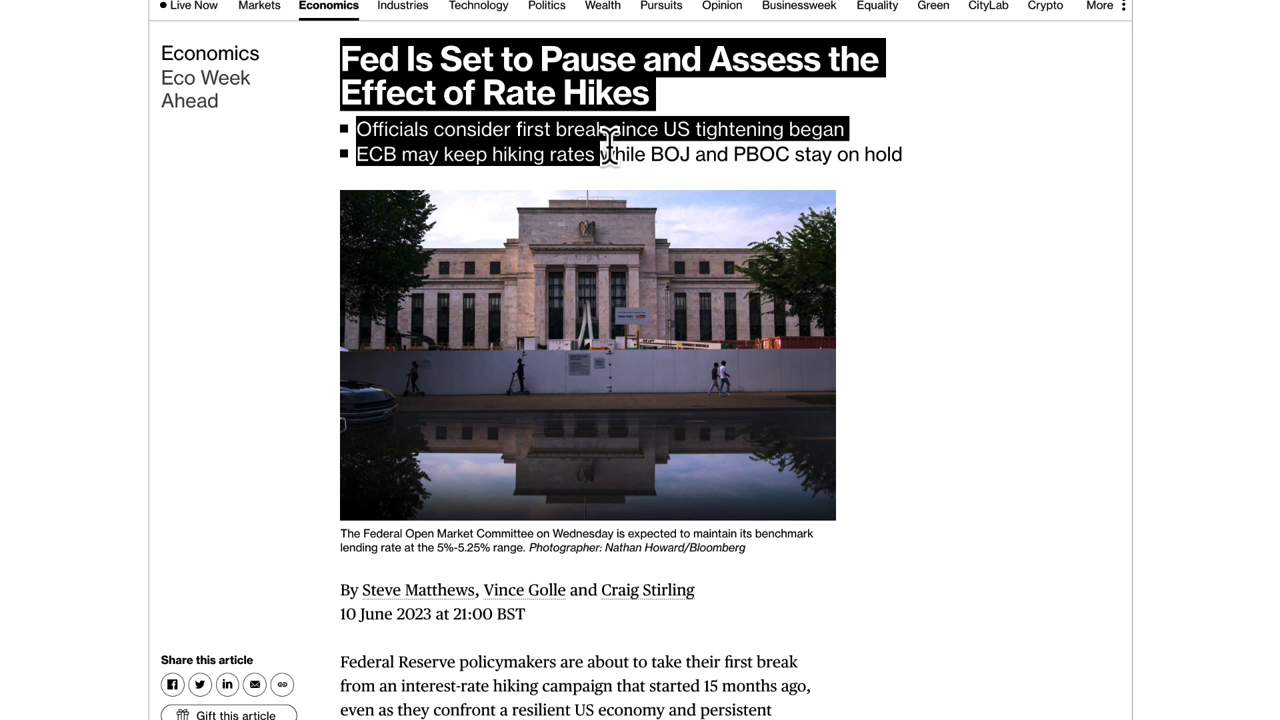 Live Now Markets Economics Industries Technology Politics Wealth Pursuits Opinion Businessweek Equality Green CityLab Crypto More
Economics
Eco Week
Ahead
Fed Is Set to Pause and Assess the
Effect of Rate Hikes
Officials consider first break since US tightening began
ECB may keep hiking rates while BOJ and PBOC stay on hold
The Federal Open Market Committee on Wednesday is expected to maintain its benchmark
lending rate at the 5%-5.25% range. Photographer: Nathan Howard/Bloomberg
By Steve Matthews, Vince Golle and Craig Stirling
10 June 2023 at 21:00 BST
Share this article
Gift this article
Federal Reserve policymakers are about to take their first break
from an interest-rate hiking campaign that started 15 months ago,
even as they confront a resilient US economy and persistent